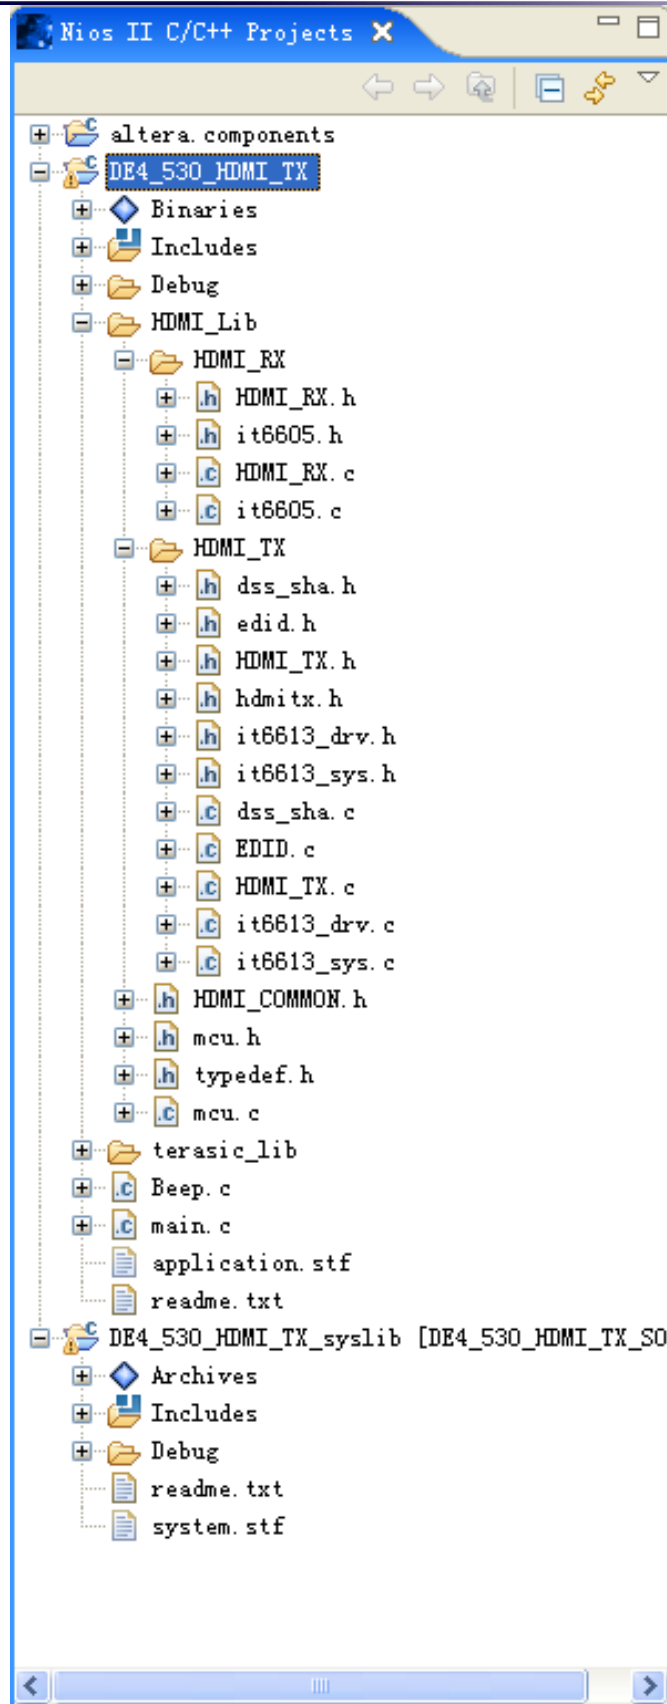 Nios II C/C++ Projects
altera.components
DE4_530_HDMI_TX
Binaries
Includes
Debug
HDMI_Lib
HDMI_RX
.h HDMI_RX.h
.h it6605.h
.c HDMI_RX.c
.c it6605.c
HDMI_TX
.h dss_sha.h
.h edid.h
.h HDMI_TX.h
.h hdmitx.h
.h it6613_drv.h
.h it6613_sys.h
.c dss_sha.c
.c EDID.c
.c HDMI_TX.c
.c it6613_drv.c
.c it6613_sys.c
.h HDMI_COMMON.h
.h mcu.h
.h typedef.h
.c mcu.c
terasic_lib
.c Beep.c
.c main.c
application.stf
readme.txt
DE4_530_HDMI_TX_syslib [DE4_530_HDMI_TX_SO
Archives
Includes
Debug
readme.txt
system.stf